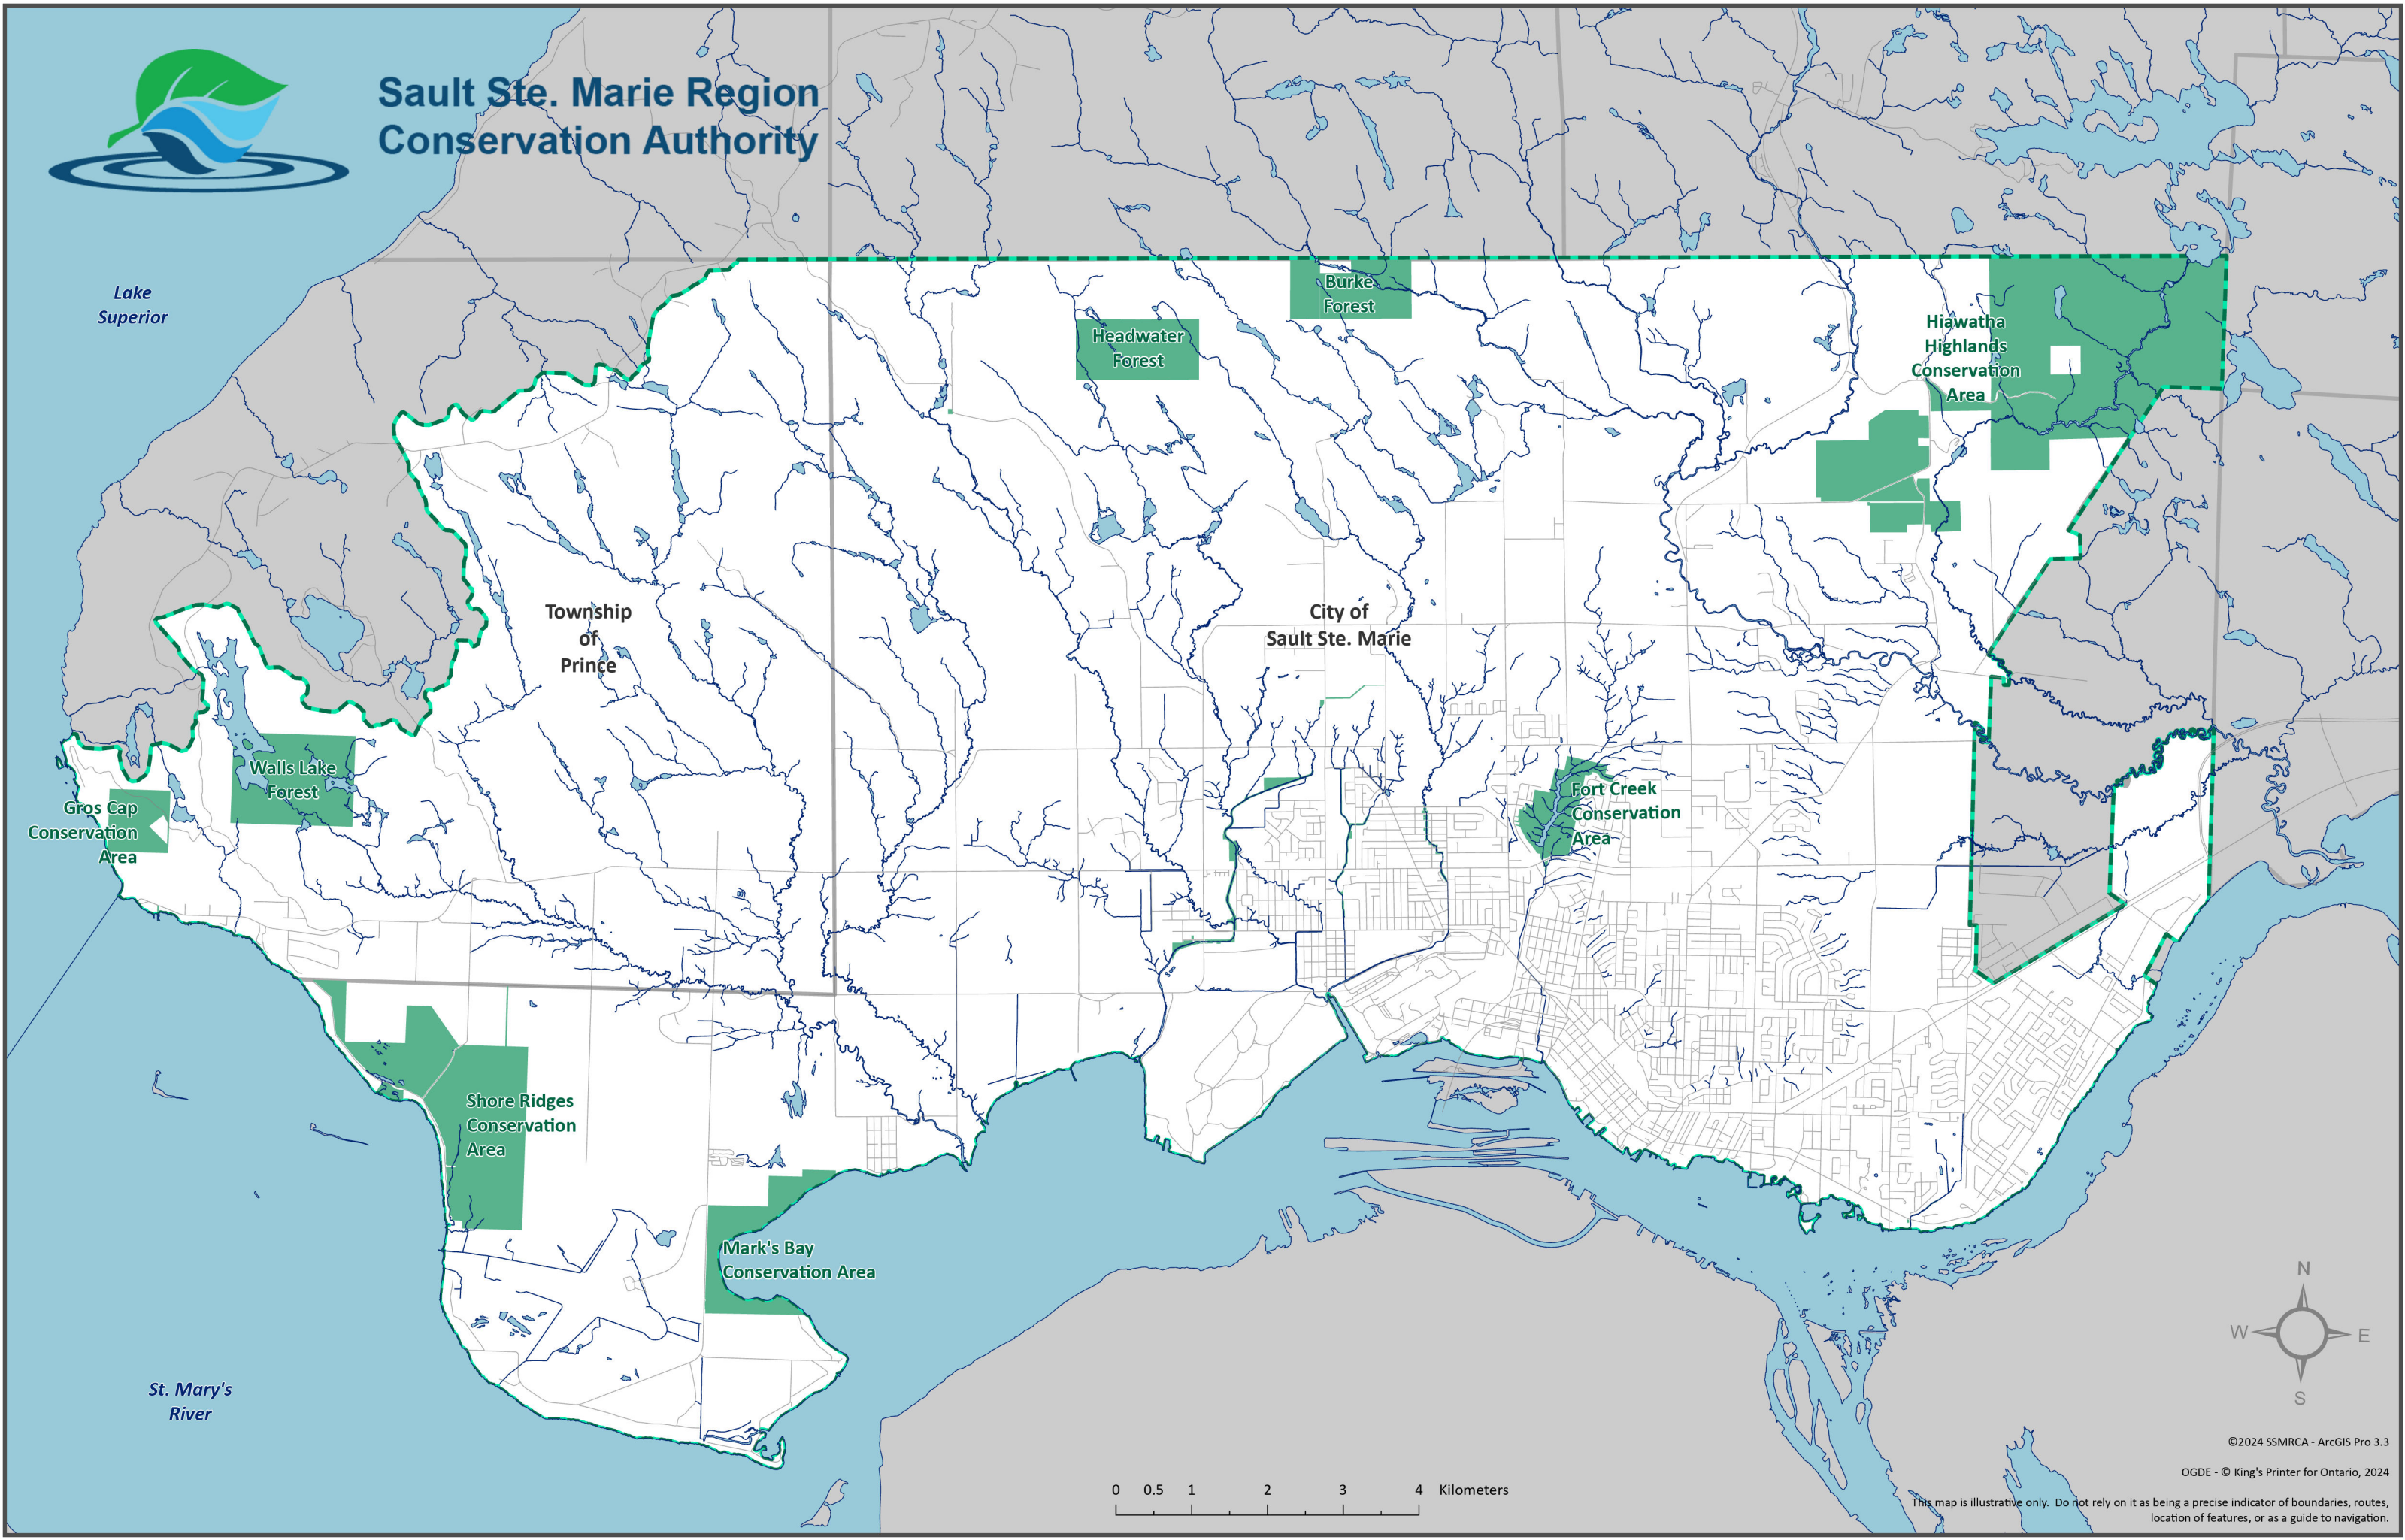 Sault Ste. Marie Region
Conservation Authority
Lake
Superior
Burke
Forest
Headwater
Forest
Hiawatha
Highlands
Conservation
Area
Township
of
Prince
City of
Sault Ste. Marie
Walls Lake
Forest
Gros Cap
Conservation
Area
Fort Creek
Conservation
Area
Shore Ridges
Conservation
Area
Mark's Bay
Conservation Area
St. Mary's
River
N
W
E
S
0 0.5 1 2 3 4 Kilometers
©2024 SSMRCA - ArcGIS Pro 3.3
OGDE - © King's Printer for Ontario, 2024
This map is illustrative only. Do not rely on it as being a precise indicator of boundaries, routes,
location of features, or as a guide to navigation.